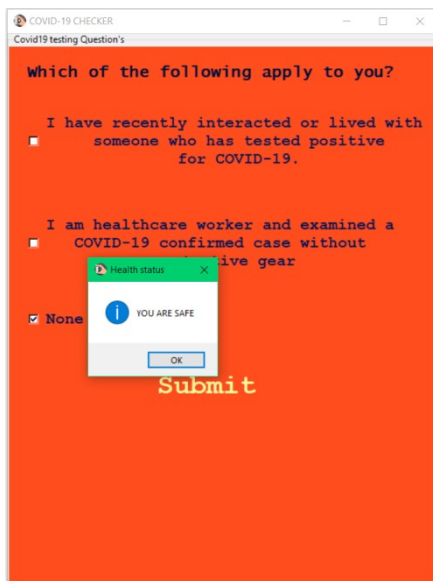 COVID-19 CHECKER
Covid19 testing Question's
Which of the following apply to you?
I have recently interacted or lived with
someone who has tested positive
for COVID-19.
I am healthcare worker and examined a
COVID-19 confirmed case without
gear
Health status
YOU ARE SAFE
None
OK
Submit